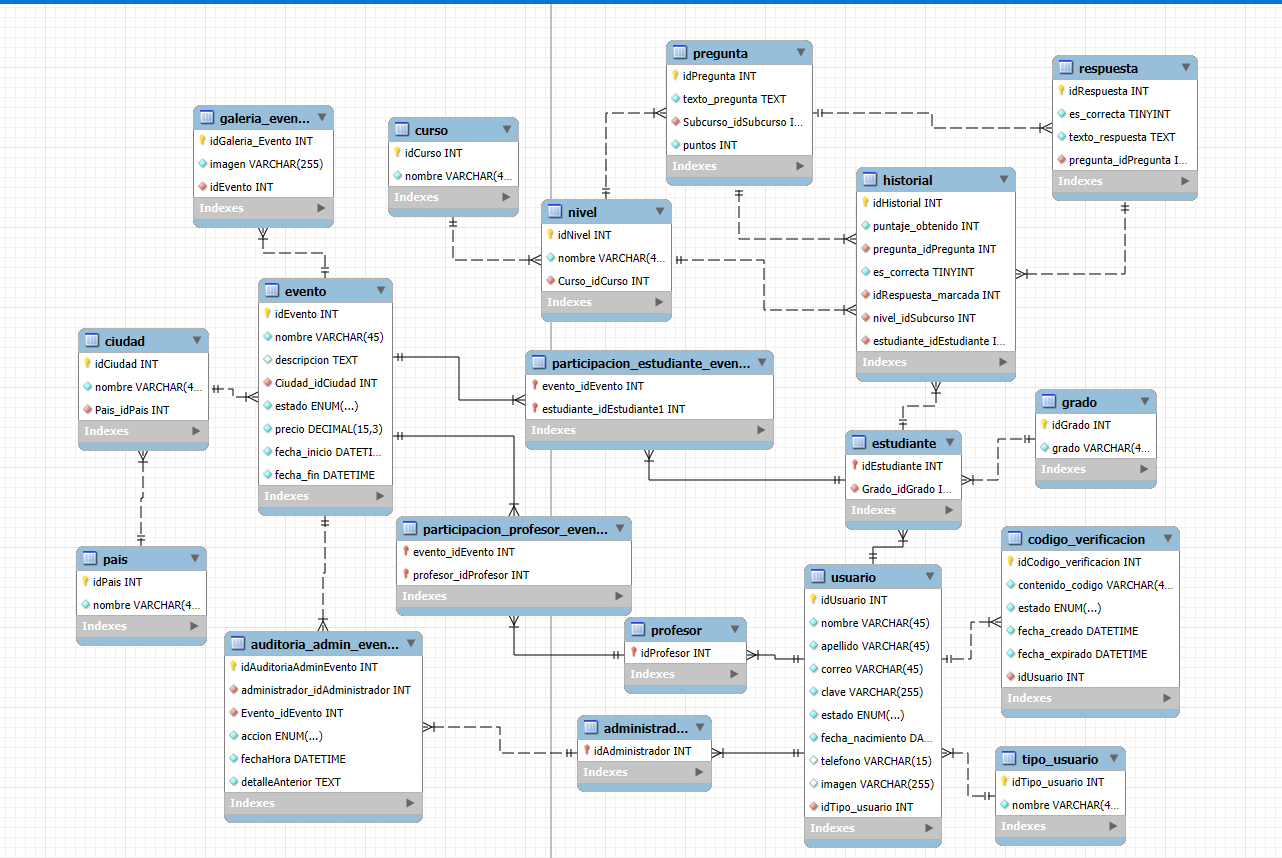 pregunta
idPregunta INT
texto_pregunta TEXT
Subcurso_idSubcurso I...
puntos INT
Indexes
respuesta
idRespuesta INT
es_correcta TINYINT
texto_respuesta TEXT
pregunta_idPregunta I...
Indexes
galeria_even...
idGaleria_Evento INT
imagen VARCHAR(255)
idEvento INT
Indexes
curso
idCurso INT
nombre VARCHAR(4...
Indexes
historial
idHistorial INT
puntaje_obtenido INT
pregunta_idPregunta INT
es_correcta TINYINT
idRespuesta_marcada INT
nivel_idSubcurso INT
estudiante_idEstudiante I...
Indexes
nivel
idNivel INT
nombre VARCHAR(4...
Curso_idCurso INT
Indexes
evento
idEvento INT
nombre VARCHAR(45)
descripcion TEXT
Ciudad_idCiudad INT
estado ENUM(...)
precio DECIMAL(15,3)
fecha_inicio DATETI...
fecha_fin DATETIME
Indexes
ciudad
idCiudad INT
nombre VARCHAR(4...
Pais_idPais INT
Indexes
participacion_estudiante_even...
evento_idEvento INT
estudiante_idEstudiante1 INT
Indexes
grado
idGrado INT
grado VARCHAR(4...
Indexes
estudiante
idEstudiante INT
Grado_idGrado I...
Indexes
participacion_profesor_even...
evento_idEvento INT
profesor_idProfesor INT
Indexes
codigo_verificacion
idCodigo_verificacion INT
contenido_codigo VARCHAR(4...
estado ENUM(...)
fecha_creado DATETIME
fecha_expirado DATETIME
idUsuario INT
Indexes
pais
idPais INT
nombre VARCHAR(4...
Indexes
usuario
idUsuario INT
nombre VARCHAR(45)
apellido VARCHAR(45)
correo VARCHAR(45)
clave VARCHAR(255)
estado ENUM(...)
fecha_nacimiento DA...
telefono VARCHAR(15)
imagen VARCHAR(255)
idTipo_usuario INT
Indexes
profesor
idProfesor INT
Indexes
auditoria_admin_even...
idAuditoriaAdminEvento INT
administrador_idAdministrador INT
Evento_idEvento INT
accion ENUM(...)
fechaHora DATETIME
detalleAnterior TEXT
Indexes
administrad...
idAdministrador INT
Indexes
tipo_usuario
idTipo_usuario INT
nombre VARCHAR(4...
Indexes